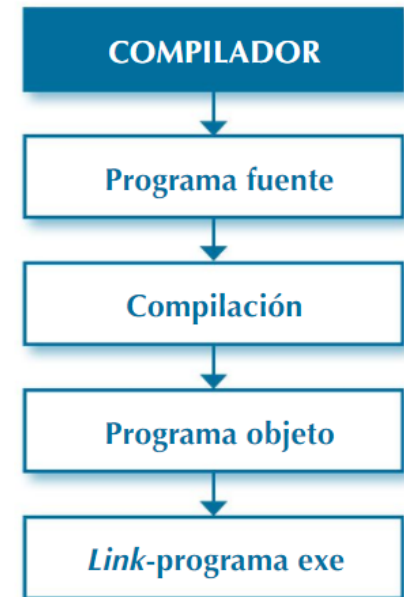 COMPILADOR
Programa fuente
Compilación
Programa objeto
Link-programa exe